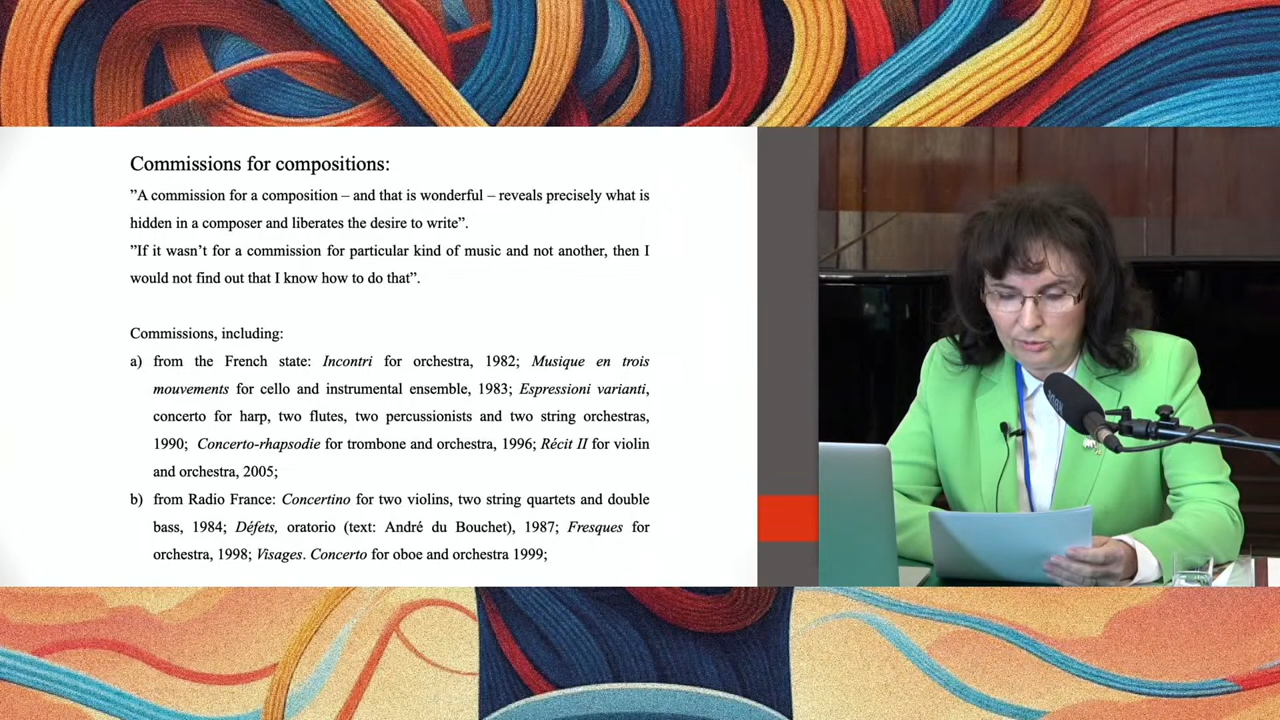 Commissions for compositions:
”A commission for a composition – and that is wonderful – reveals precisely what is
hidden in a composer and liberates the desire to write”.
”If it wasn’t for a commission for particular kind of music and not another, then I
would not find out that I know how to do that”.
Commissions, including:
a) from the French state: Incontri for orchestra, 1982; Musique en trois
mouvements for cello and instrumental ensemble, 1983; Espressioni varianti,
concerto for harp, two flutes, two percussionists and two string orchestras,
1990; Concerto-rhapsodie for trombone and orchestra, 1996; Récit II for violin
and orchestra, 2005;
b) from Radio France: Concertino for two violins, two string quartets and double
bass, 1984; Défets, oratorio (text: André du Bouchet), 1987; Fresques for
orchestra, 1998; Visages. Concerto for oboe and orchestra 1999;